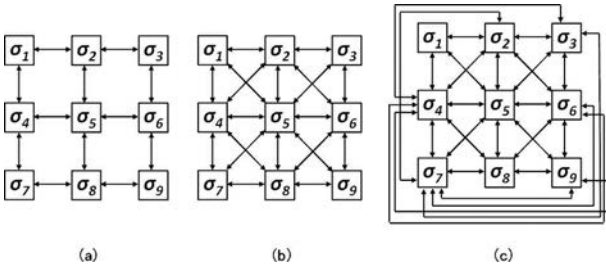 σ1 σ2 σ3 σ1 σ2 σ3 σ1 σ2 σ3
σ4 σ5 σ6 σ4 σ5 σ6 σ4 σ5 σ6
σ7 σ8 σ9 σ7 σ8 σ9 σ7 σ8 σ9
(a) (b) (c)